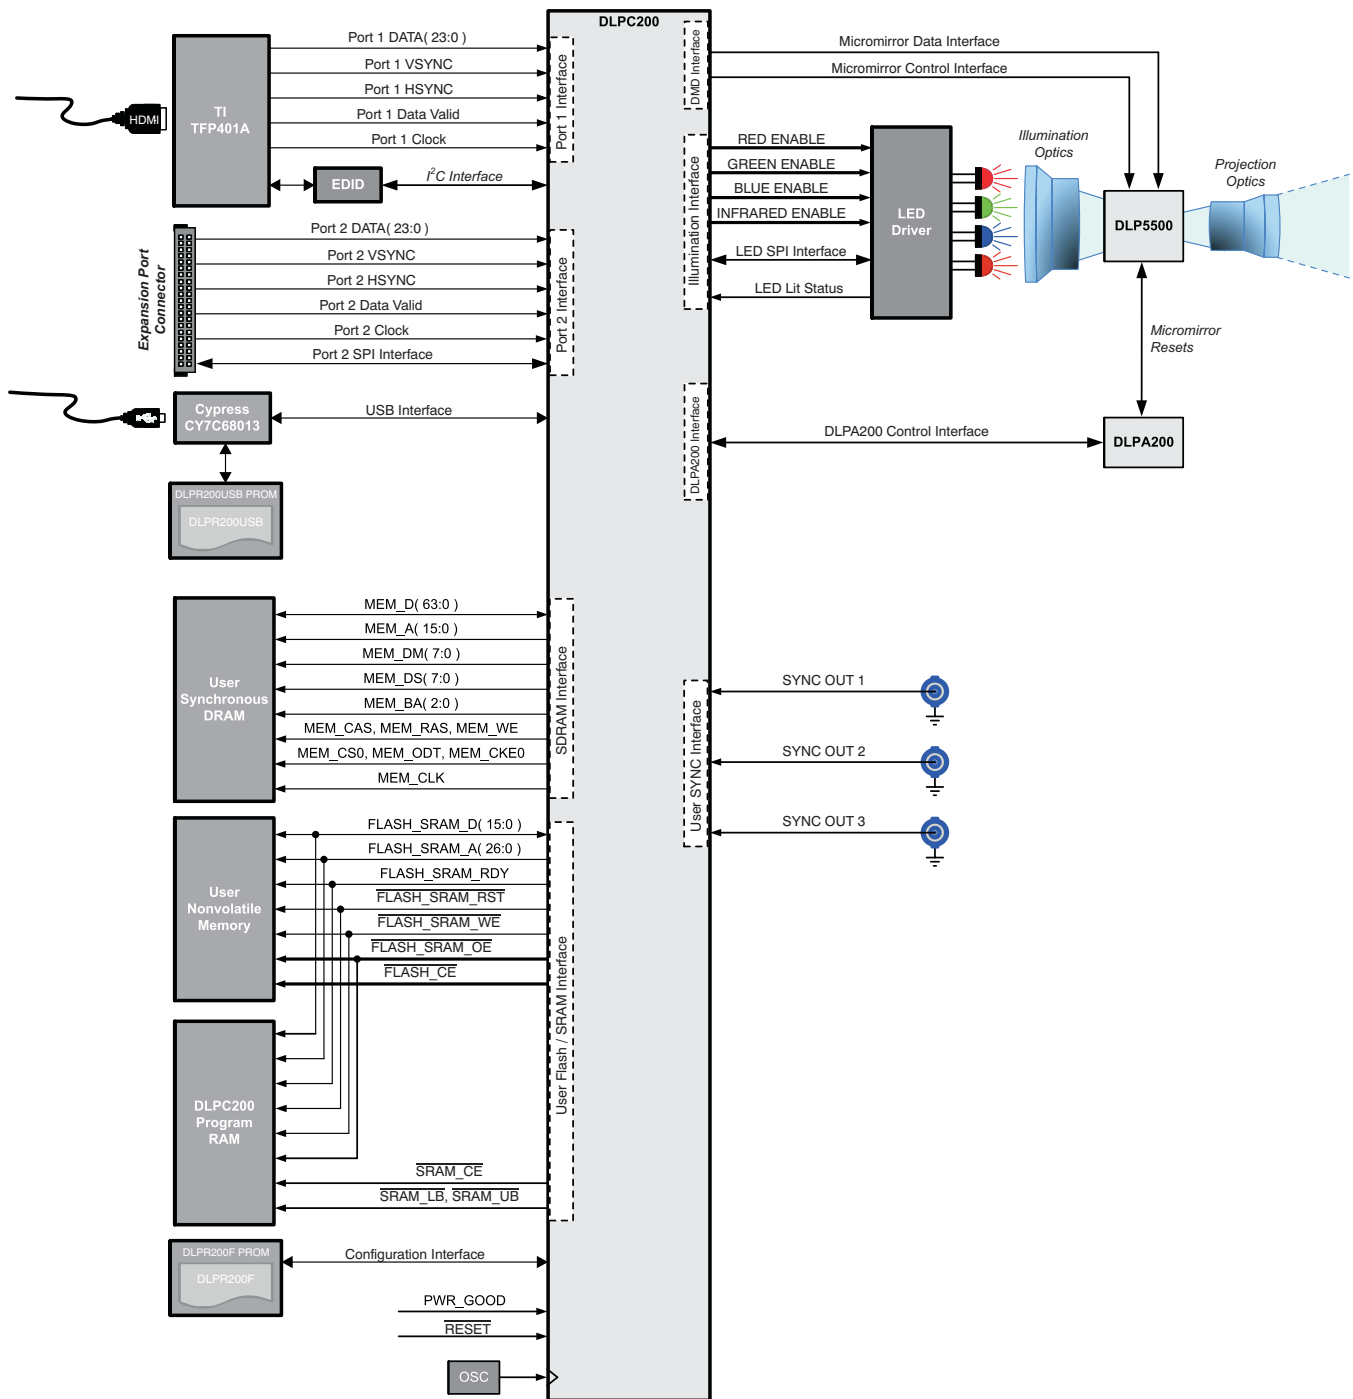 DLPC200
Port 1 DATA( 23:0 )
Port 1 VSYNC
Port 1 HSYNC
Port 1 Data Valid
Port 1 Clock
I²C Interface
HDMI
TI
TFP401A
EDID
Port 1 Interface
Expansion Port
Connector
Port 2 DATA( 23:0 )
Port 2 VSYNC
Port 2 HSYNC
Port 2 Data Valid
Port 2 Clock
Port 2 SPI Interface
Port 2 Interface
Cypress
CY7C68013
USB Interface
DLPR200USB PROM
DLPR200USB
User
Synchronous
DRAM
MEM_D( 63:0 )
MEM_A( 15:0 )
MEM_DM( 7:0 )
MEM_DS( 7:0 )
MEM_BA( 2:0 )
MEM_CAS, MEM_RAS, MEM_WE
MEM_CS0, MEM_ODT, MEM_CKE0
MEM_CLK
SDRAM Interface
User
Nonvolatile
Memory
FLASH_SRAM_D( 15:0 )
FLASH_SRAM_A( 26:0 )
FLASH_SRAM_RDY
FLASH_SRAM_RST
FLASH_SRAM_WE
FLASH_SRAM_OE
FLASH_CE
User Flash / SRAM Interface
DLPC200
Program
RAM
SRAM_CE
SRAM_LB, SRAM_UB
DLPR200F PROM
DLPR200F
Configuration Interface
PWR_GOOD
RESET
OSC
DMD Interface
Micromirror Data Interface
Micromirror Control Interface
Illumination Interface
RED ENABLE
GREEN ENABLE
BLUE ENABLE
INFRARED ENABLE
LED SPI Interface
LED Lit Status
LED
Driver
Illumination
Optics
DLP5500
Projection
Optics
Micromirror
Resets
DLPA200 Interface
DLPA200 Control Interface
DLPA200
User SYNC Interface
SYNC OUT 1
SYNC OUT 2
SYNC OUT 3